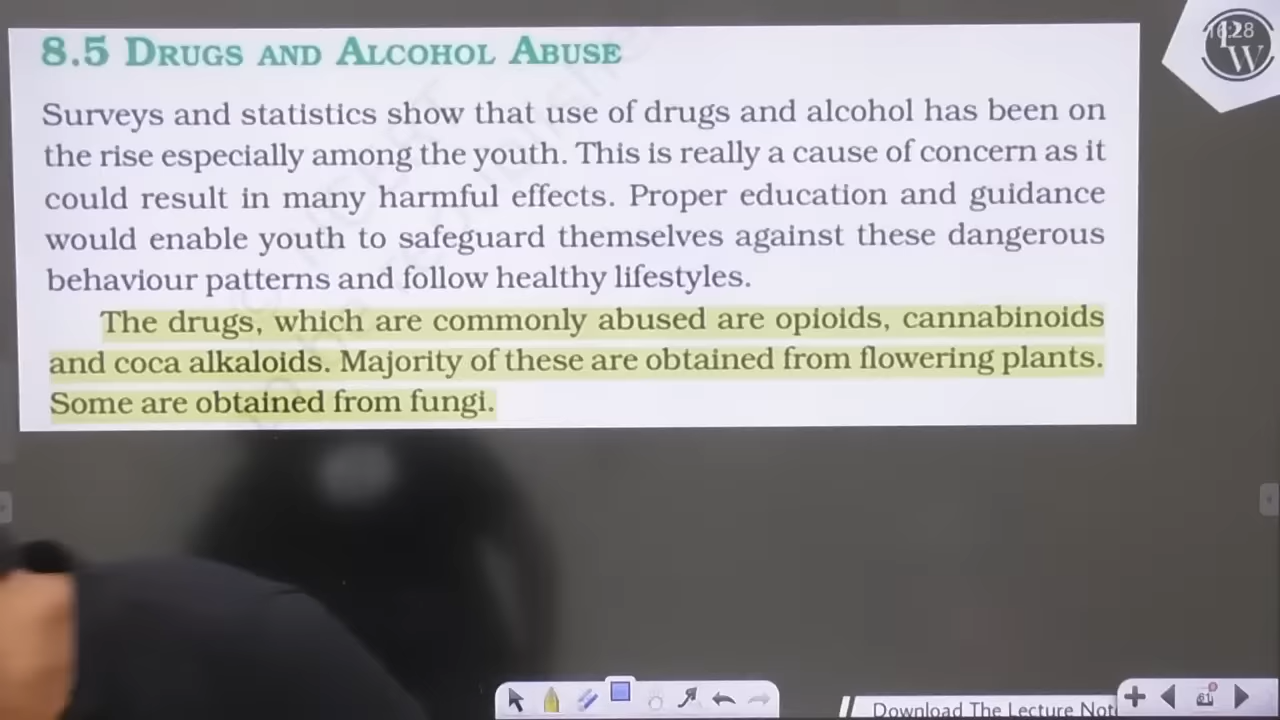 8.5 DRUGS AND ALCOHOL ABUSE
Surveys and statistics show that use of drugs and alcohol has been on
the rise especially among the youth. This is really a cause of concern as it
could result in many harmful effects. Proper education and guidance
would enable youth to safeguard themselves against these dangerous
behaviour patterns and follow healthy lifestyles.
The drugs, which are commonly abused are opioids, cannabinoids
and coca alkaloids. Majority of these are obtained from flowering plants.
Some are obtained from fungi.
16:28
W
61
Download The Lecture Not